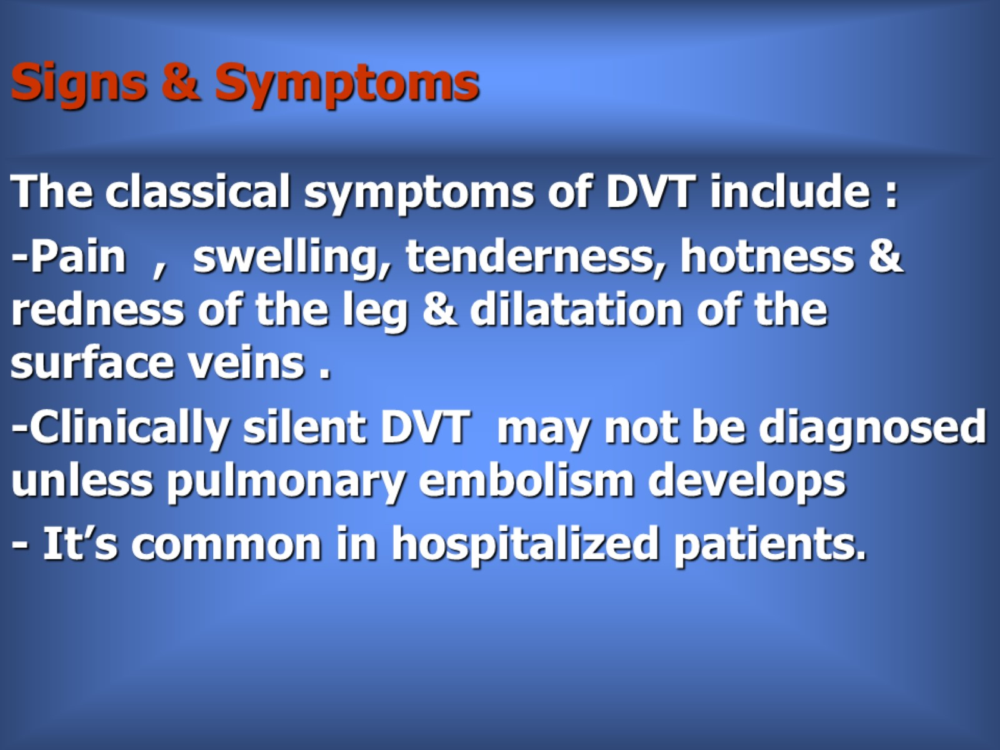 Signs & Symptoms
The classical symptoms of DVT include :
-Pain  ,  swelling, tenderness, hotness &
redness of the leg & dilatation of the
surface veins .
-Clinically silent DVT  may not be diagnosed
unless pulmonary embolism develops
- It’s common in hospitalized patients.